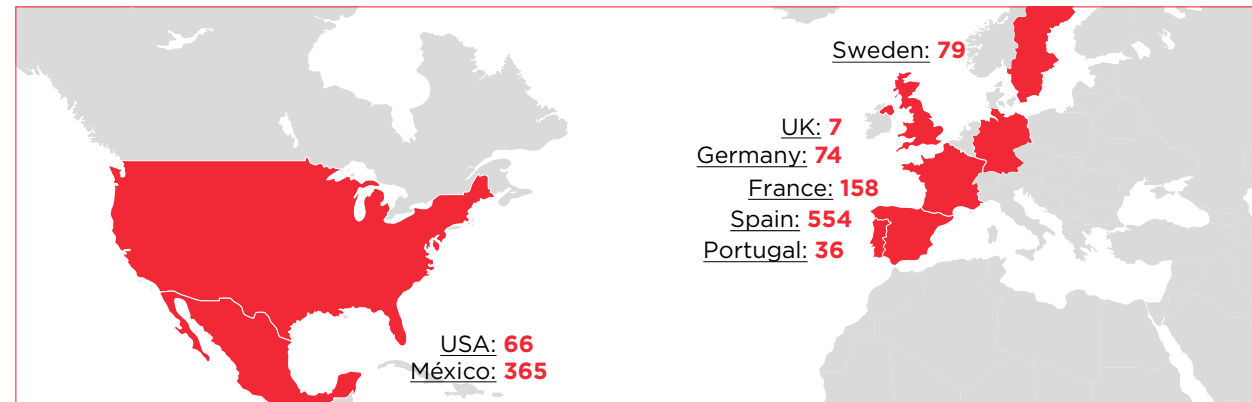 Sweden: 79
UK: 7
Germany: 74
France: 158
Spain: 554
Portugal: 36
USA: 66
México: 365